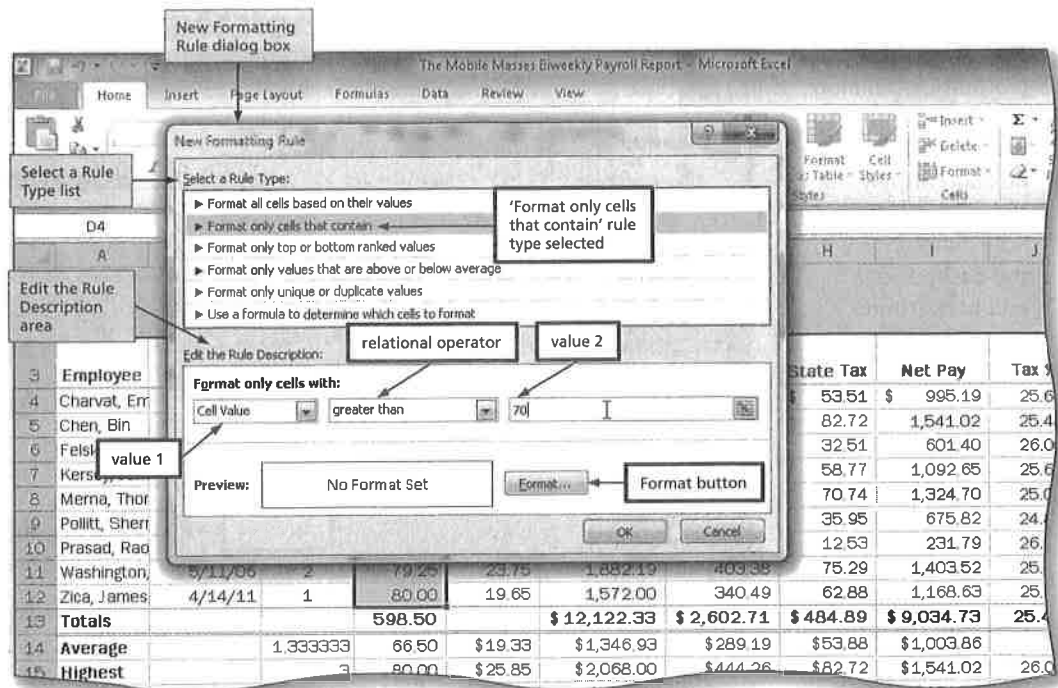 New Formatting
Rule dialog box
The Mobile Masses Biweekly Payroll Report - Microsoft Excel
File Home Insert Page Layout Formulas Data Review View
New Formatting Rule
Insert
Delete
Format
Format Cell
Table Styles
Cells
Select a Rule
Type list
Select a Rule Type:
► Format all cells based on their values
► Format only cells that contain
► Format only top or bottom ranked values
► Format only values that are above or below average
► Format only unique or duplicate values
► Use a formula to determine which cells to format
'Format only cells
that contain' rule
type selected
D4
A H I J
Edit the Rule
Description
area
relational operator
value 2
Edit the Rule Description:
Format only cells with:
Cell Value greater than 70
value 1
Preview: No Format Set Format...
Format button
OK Cancel
3 Employee State Tax Net Pay Tax
4 Charvat, Em 53.51 $ 995.19 25.6
5 Chen, Bin 82.72 1,541.02 25.4
6 32.51 601.40 26.0
7 58.77 1,092.65 25.6
8 Merna, Thor 70.74 1,324.70 25.0
9 Pollitt, Sherr 35.95 675.82 24.
10 Prasad, Rao 12.53 231.79 26.
11 Washington, 5/11/06 2 79.25 23.75 1,882.19 403.38 75.29 1,403.52 25.
12 Zica, James 4/14/11 1 80.00 19.65 1,572.00 340.49 62.88 1,168.63 25.
13 Totals 598.50 $ 12,122.33 $ 2,602.71 $ 484.89 $ 9,034.73 25.4
14 Average 1.333333 66.50 $19.33 $1,346.93 $289.19 $53.88 $1,003.86
15 Highest 3 80.00 $25.85 $2,068.00 $444.26 $82.72 $1,541.02 26.0